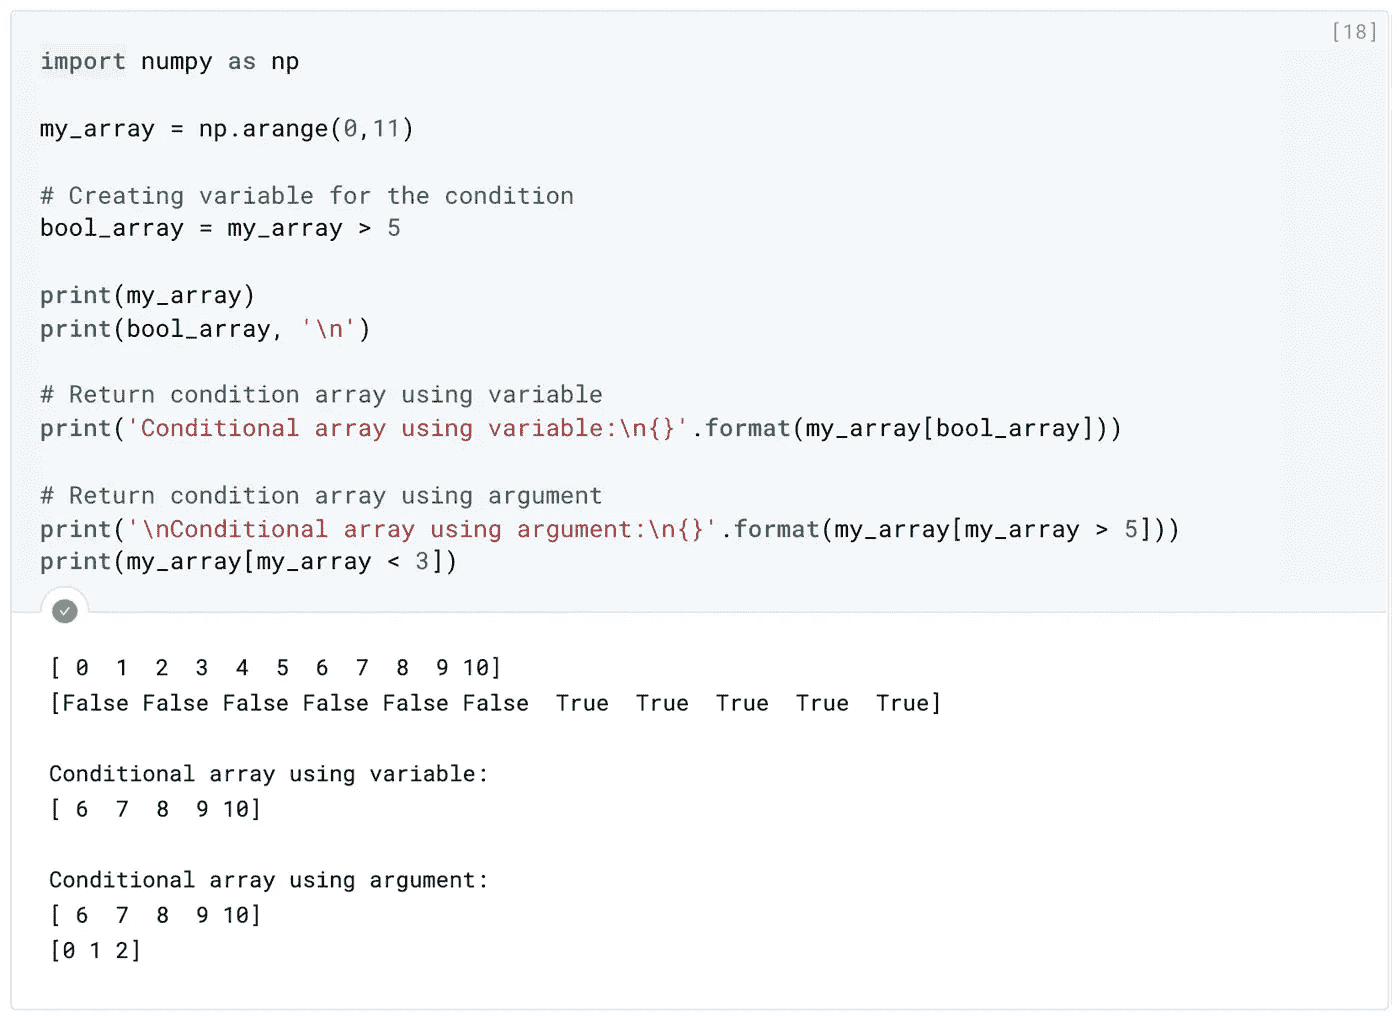 [18]
import numpy as np
my_array = np.arange(0,11)
# Creating variable for the condition
bool_array = my_array > 5
print(my_array)
print(bool_array, '\n')
# Return condition array using variable
print('Conditional array using variable:\n{}'.format(my_array[bool_array]))
# Return condition array using argument
print('\nConditional array using argument:\n{}'.format(my_array[my_array > 5]))
print(my_array[my_array < 3])
[ 0  1  2  3  4  5  6  7  8  9 10]
[False False False False False False  True  True  True  True  True]
Conditional array using variable:
[ 6  7  8  9 10]
Conditional array using argument:
[ 6  7  8  9 10]
[0 1 2]